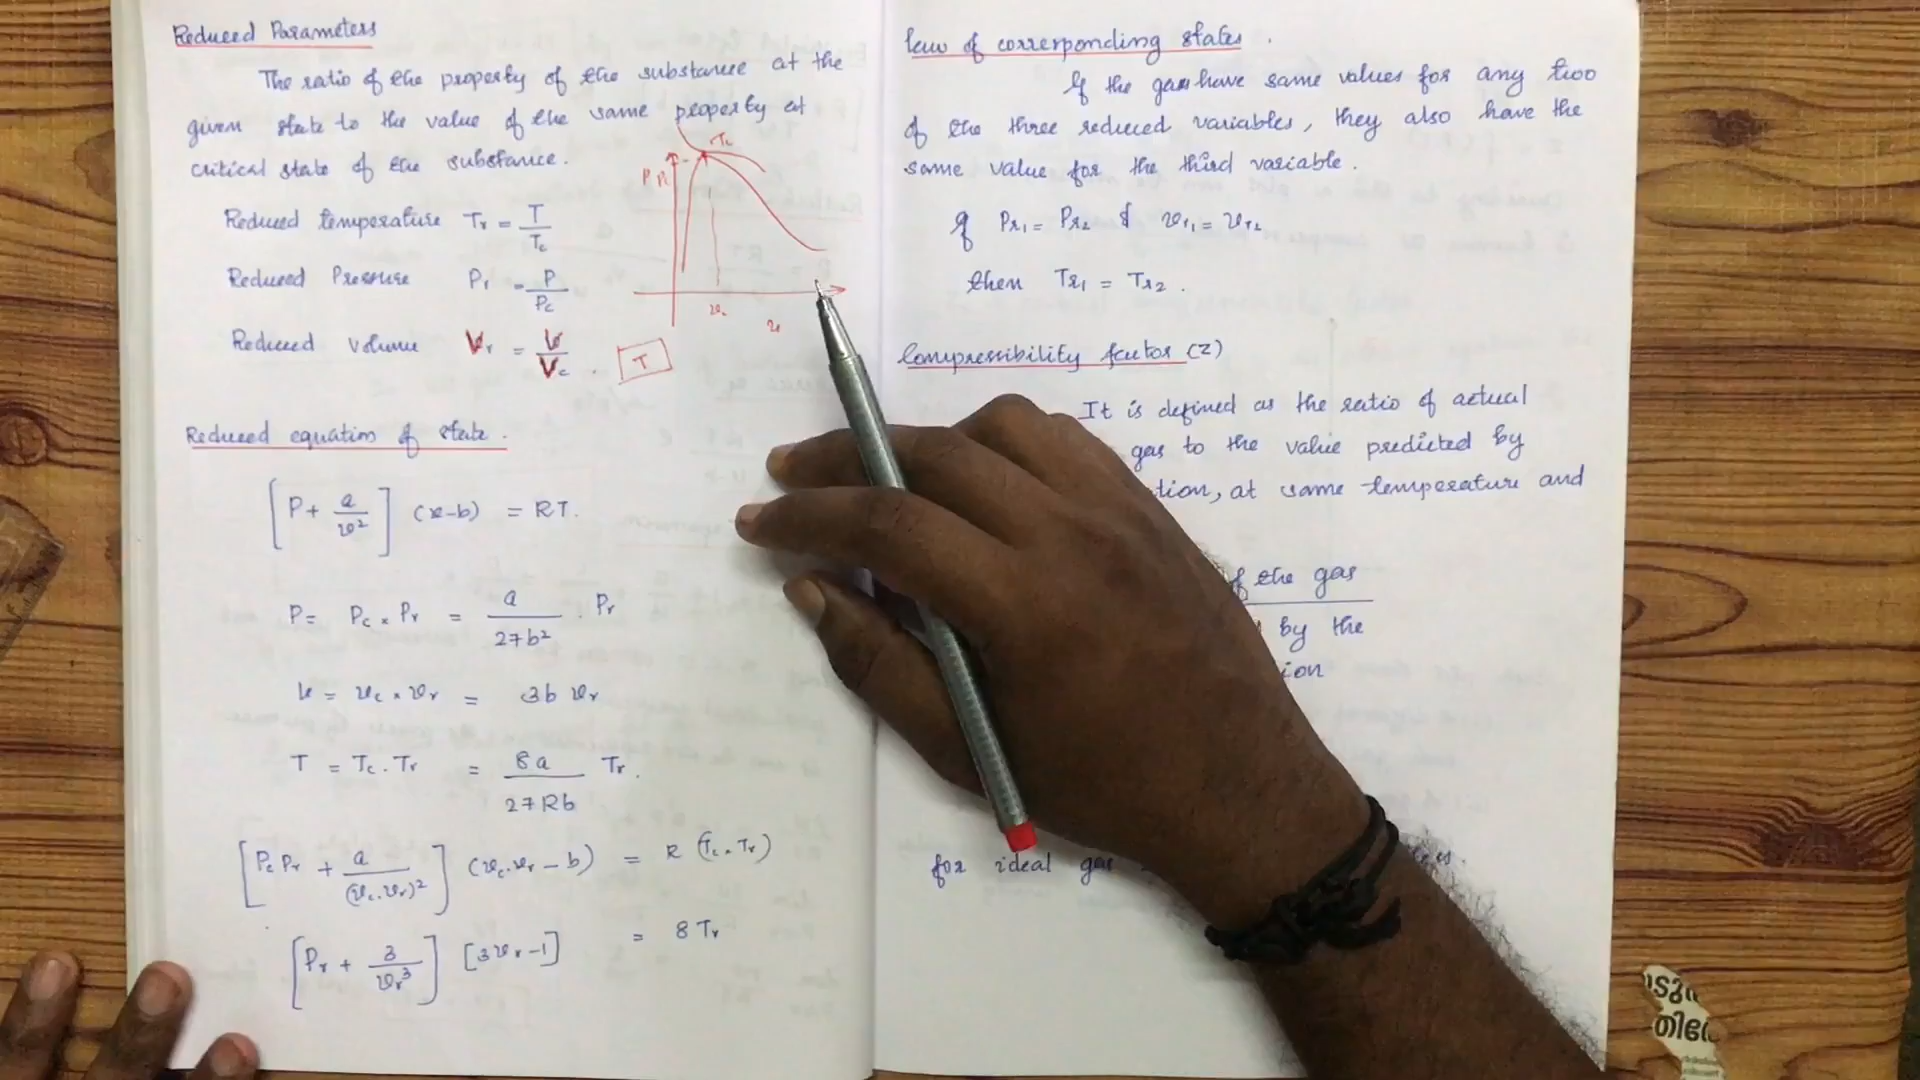 Reduced Parameters
The ratio of the property of the substance at the
given state to the value of the same property at
critical state of the substance.
Reduced temperature Tr = T/Tc
Reduced Pressure Pr = P/Pc
Reduced volume Vr = v/Vc .
P Pc Tc
vc v
T
Reduced equation of state .
[P + a/v²] (v-b) = RT.
P = Pc × Pr = a/27b² . Pr
v = vc × vr = 3b vr
T = Tc . Tr = 8a/27Rb Tr.
[Pc Pr + a/(vc.vr)²] (vc.vr - b) = R (Tc . Tr)
[Pr + 3/vr³] [3vr - 1] = 8 Tr
law of corresponding states .
If the gas have same values for any two
of the three reduced variables, they also have the
same value for the third variable .
If Pr1 = Pr2 & vr1 = vr2
then Tr1 = Tr2 .
Compressibility factor (Z)
It is defined as the ratio of actual
gas to the value predicted by
tion, at same temperature and
f the gas
by the
ion
for ideal gas